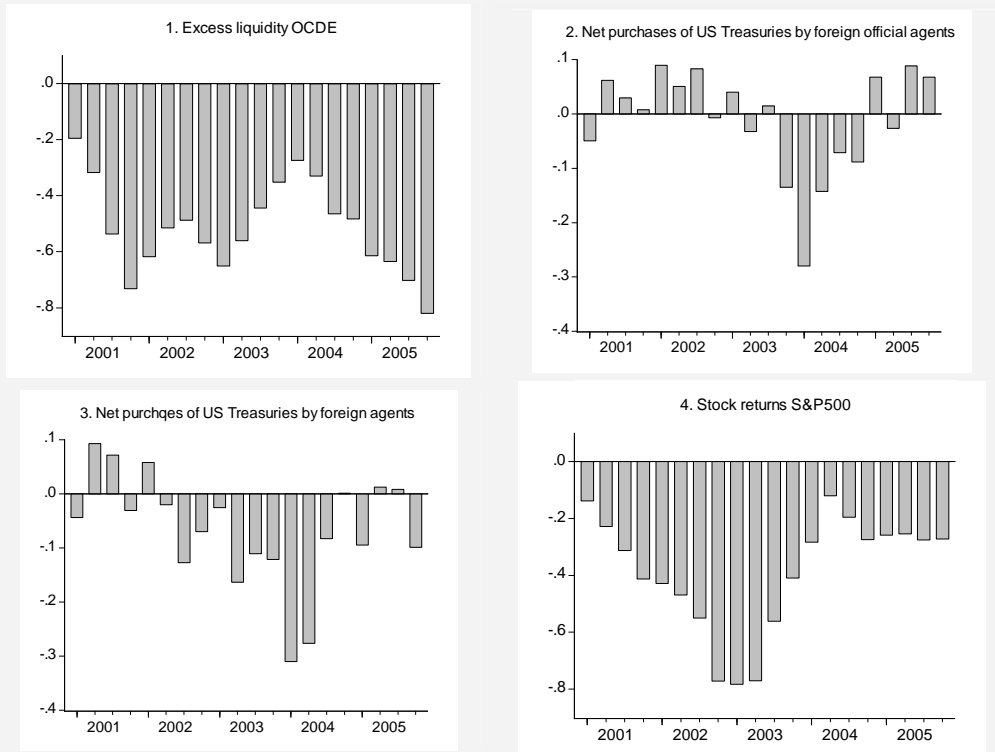 1. Excess liquidity OCDE
.0
-.2
-.4
-.6
-.8
2001 2002 2003 2004 2005
2. Net purchases of US Treasuries by foreign official agents
.1
.0
-.1
-.2
-.3
-.4
2001 2002 2003 2004 2005
3. Net purchqes of US Treasuries by foreign agents
.1
.0
-.1
-.2
-.3
-.4
2001 2002 2003 2004 2005
4. Stock returns S&P500
.0
-.2
-.4
-.6
-.8
2001 2002 2003 2004 2005